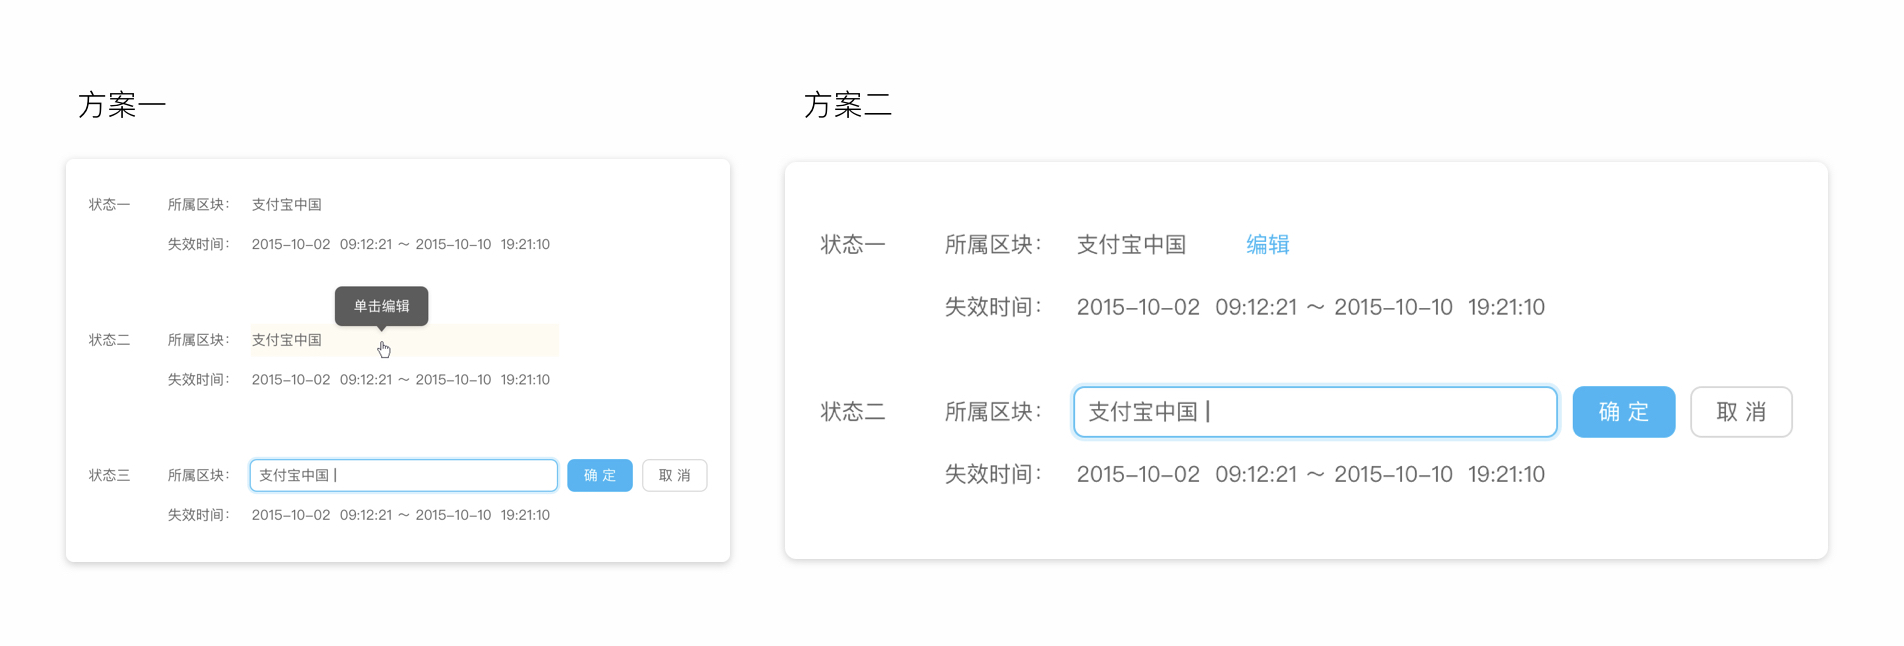 方案一
状态一 所属区块： 支付宝中国
失效时间： 2015-10-02 09:12:21 ~ 2015-10-10 19:21:10
单击编辑
状态二 所属区块： 支付宝中国
失效时间： 2015-10-02 09:12:21 ~ 2015-10-10 19:21:10
状态三 所属区块： 支付宝中国 确 定 取 消
失效时间： 2015-10-02 09:12:21 ~ 2015-10-10 19:21:10
方案二
状态一 所属区块： 支付宝中国 编辑
失效时间： 2015-10-02 09:12:21 ~ 2015-10-10 19:21:10
状态二 所属区块： 支付宝中国 确 定 取 消
失效时间： 2015-10-02 09:12:21 ~ 2015-10-10 19:21:10